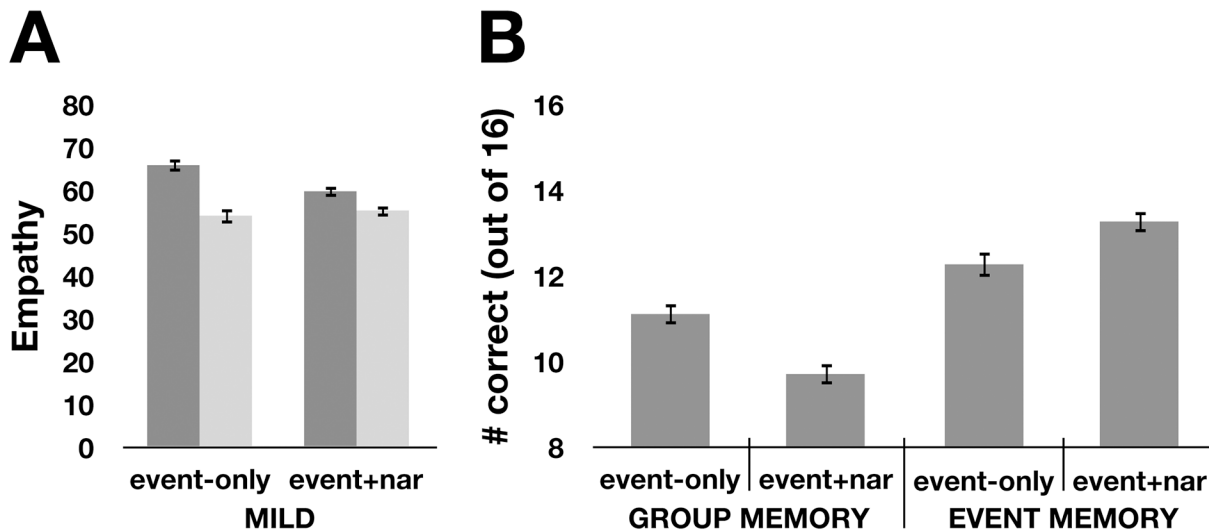 A
Empathy
80
70
60
50
40
30
20
10
0
event-only event+nar
MILD
B
# correct (out of 16)
16
14
12
10
8
event-only event+nar event-only event+nar
GROUP MEMORY EVENT MEMORY